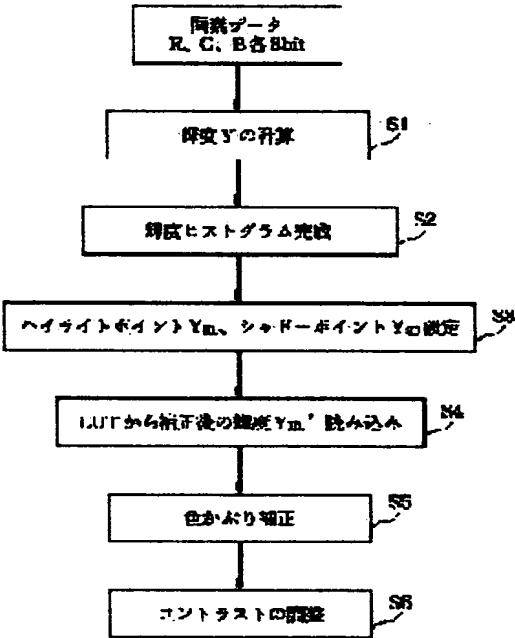 画素データ
R、G、B各8bit
輝度Yの計算
S1
輝度ヒストグラム完成
S2
ハイライトポイントYm、シャドーポイントYsd設定
S3
LUTから補正後の輝度Ym'読み込み
S4
色かぶり補正
S5
コントラストの調整
S6